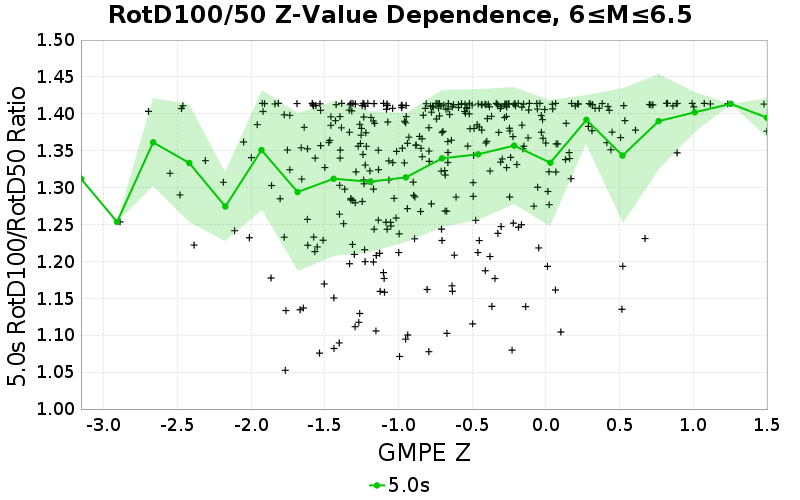 RotD100/50 Z-Value Dependence, 6≤M≤6.5
5.0s RotD100/RotD50 Ratio
1.50
1.45
1.40
1.35
1.30
1.25
1.20
1.15
1.10
1.05
1.00
-3.0 -2.5 -2.0 -1.5 -1.0 -0.5 0.0 0.5 1.0 1.5
GMPE Z
5.0s